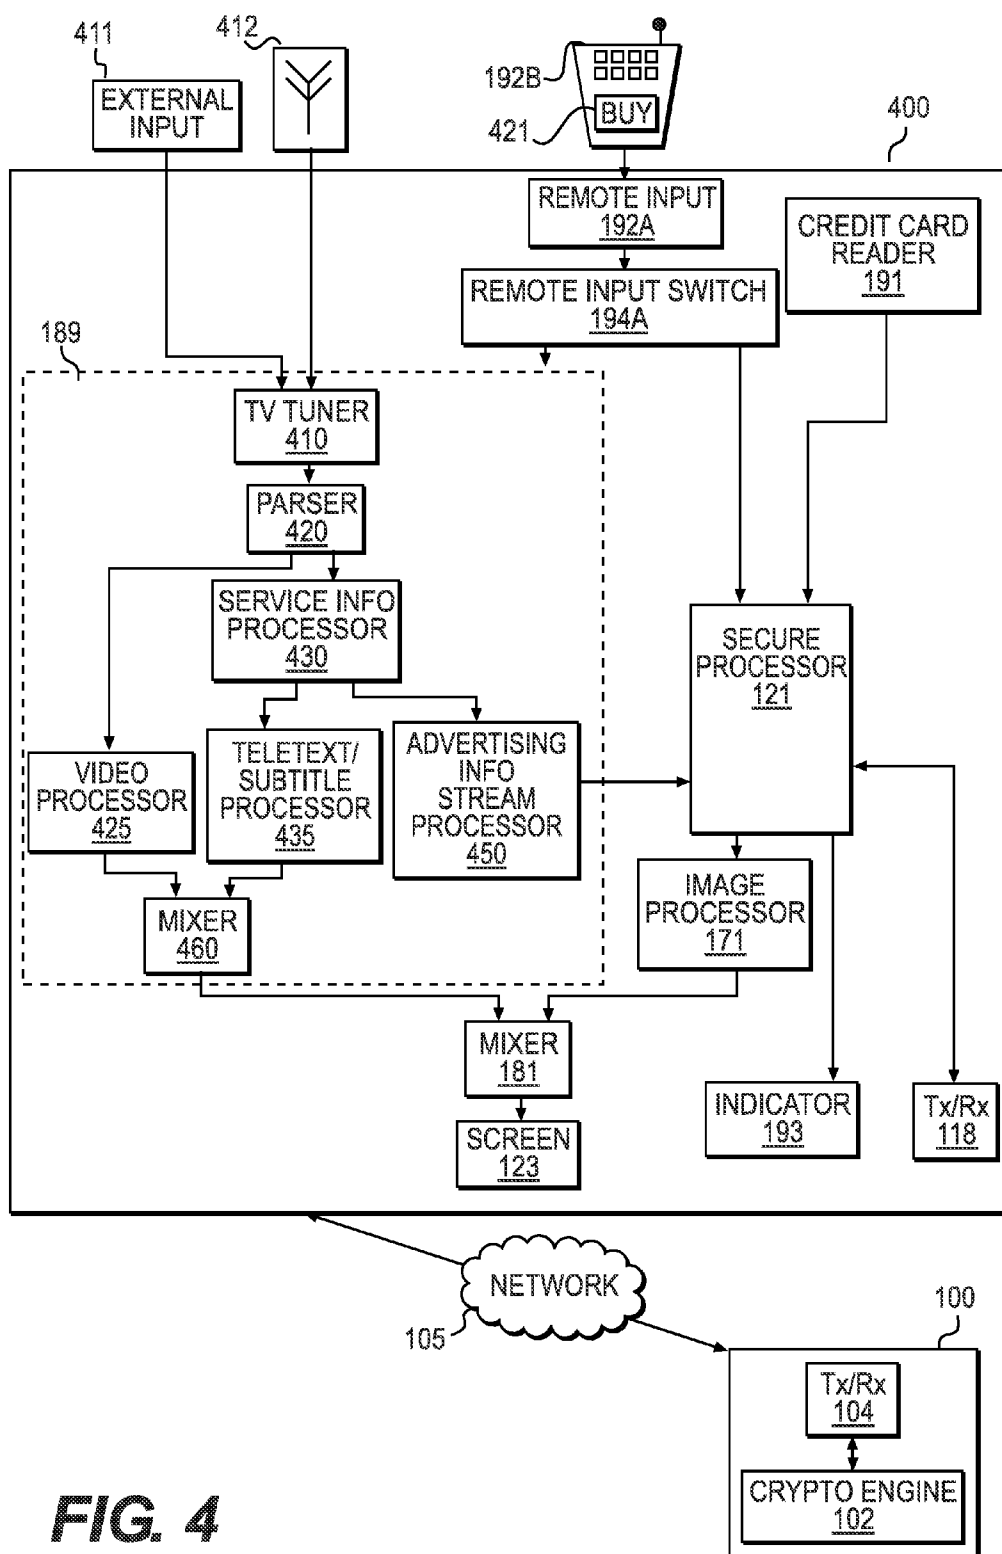 411
412
EXTERNAL
INPUT
192B
BUY
421
400
REMOTE INPUT
192A
CREDIT CARD
READER
191
REMOTE INPUT SWITCH
194A
189
TV TUNER
410
PARSER
420
SERVICE INFO
PROCESSOR
430
SECURE
PROCESSOR
121
VIDEO
PROCESSOR
425
TELETEXT/
SUBTITLE
PROCESSOR
435
ADVERTISING
INFO
STREAM
PROCESSOR
450
IMAGE
PROCESSOR
171
MIXER
460
MIXER
181
SCREEN
123
INDICATOR
193
Tx/Rx
118
NETWORK
105
100
Tx/Rx
104
CRYPTO ENGINE
102
FIG. 4